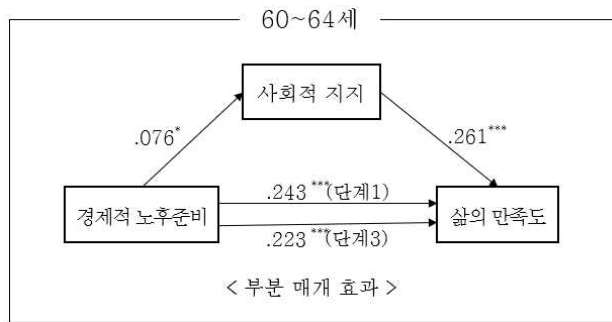 60~64세
사회적 지지
.076*
.261***
.243***(단계1)
경제적 노후준비
삶의 만족도
.223***(단계3)
< 부분 매개 효과 >